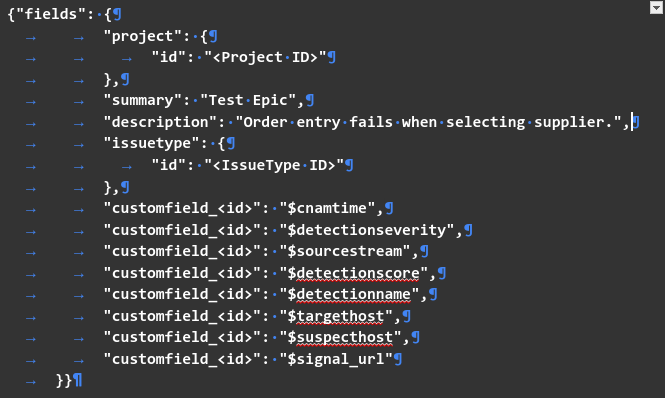 {"fields": {
"project": {
"id": "<Project ID>"
},
"summary": "Test Epic",
"description": "Order entry fails when selecting supplier.",
"issuetype": {
"id": "<IssueType ID>"
},
"customfield_<id>": "$cnamtime",
"customfield_<id>": "$detectionseverity",
"customfield_<id>": "$sourcestream",
"customfield_<id>": "$detectionscore",
"customfield_<id>": "$detectionname",
"customfield_<id>": "$targethost",
"customfield_<id>": "$suspecthost",
"customfield_<id>": "$signal_url"
}}